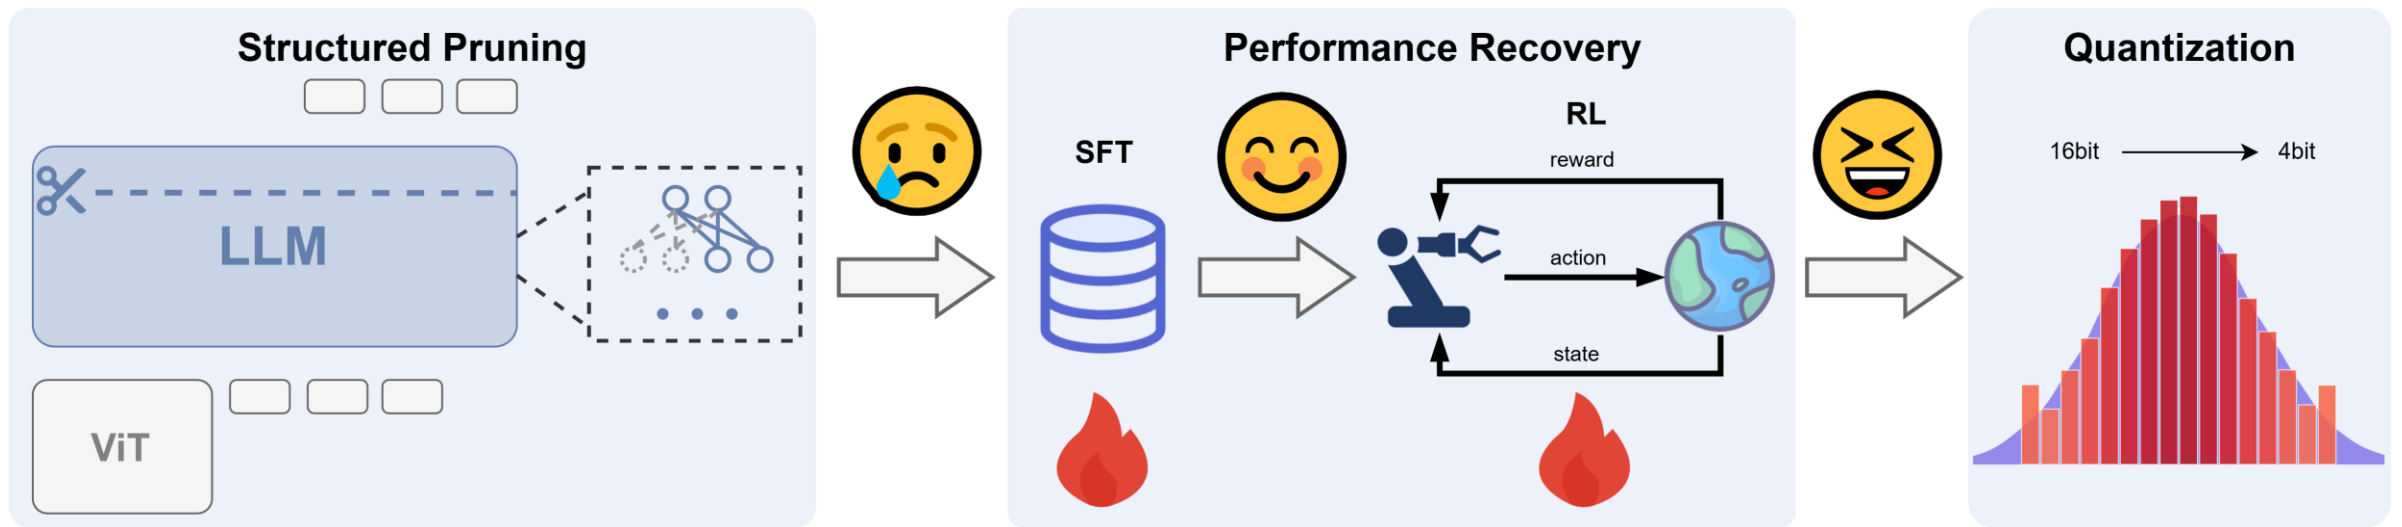 Structured Pruning
LLM
ViT
Performance Recovery
SFT
RL
reward
action
state
Quantization
16bit
4bit